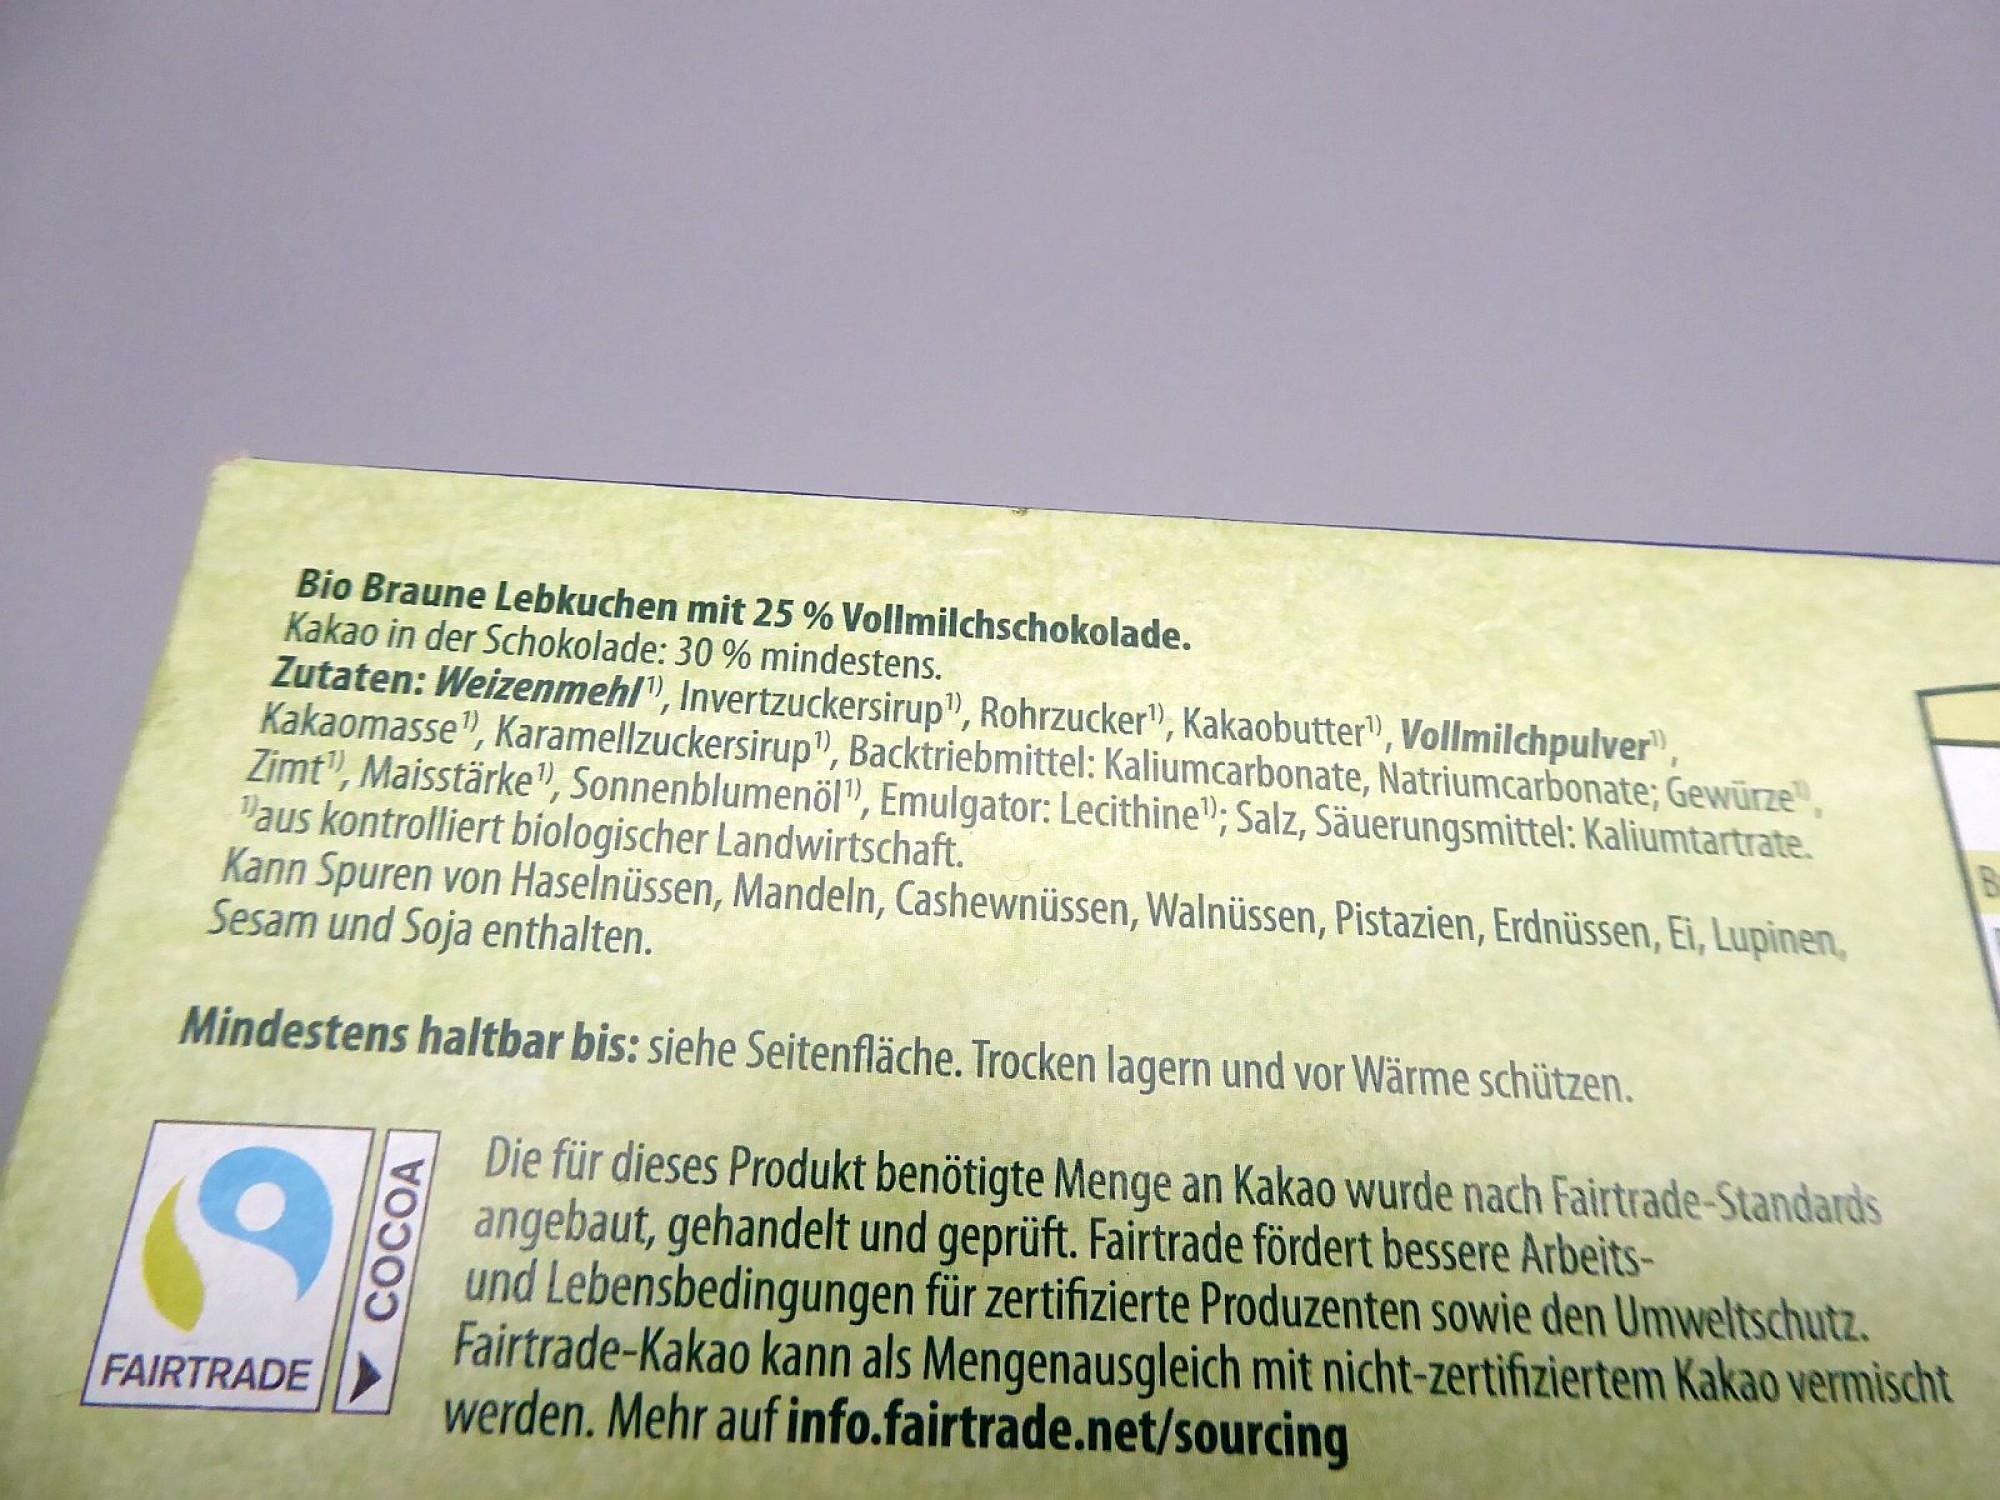 Bio Braune Lebkuchen mit 25 % Vollmilchschokolade.
Kakao in der Schokolade: 30 % mindestens.
Zutaten: Weizenmehl¹⁾, Invertzuckersirup¹⁾, Rohrzucker¹⁾, Kakaobutter¹⁾, Vollmilchpulver¹⁾,
Kakaomasse¹⁾, Karamellzuckersirup¹⁾, Backtriebmittel: Kaliumcarbonate, Natriumcarbonate; Gewürze¹⁾,
Zimt¹⁾, Maisstärke¹⁾, Sonnenblumenöl¹⁾, Emulgator: Lecithine¹⁾; Salz, Säuerungsmittel: Kaliumtartrate.
¹⁾aus kontrolliert biologischer Landwirtschaft.
Kann Spuren von Haselnüssen, Mandeln, Cashewnüssen, Walnüssen, Pistazien, Erdnüssen, Ei, Lupinen,
Sesam und Soja enthalten.
Mindestens haltbar bis: siehe Seitenfläche. Trocken lagern und vor Wärme schützen.
FAIRTRADE
COCOA
Die für dieses Produkt benötigte Menge an Kakao wurde nach Fairtrade-Standards
angebaut, gehandelt und geprüft. Fairtrade fördert bessere Arbeits-
und Lebensbedingungen für zertifizierte Produzenten sowie den Umweltschutz.
Fairtrade-Kakao kann als Mengenausgleich mit nicht-zertifiziertem Kakao vermischt
werden. Mehr auf info.fairtrade.net/sourcing